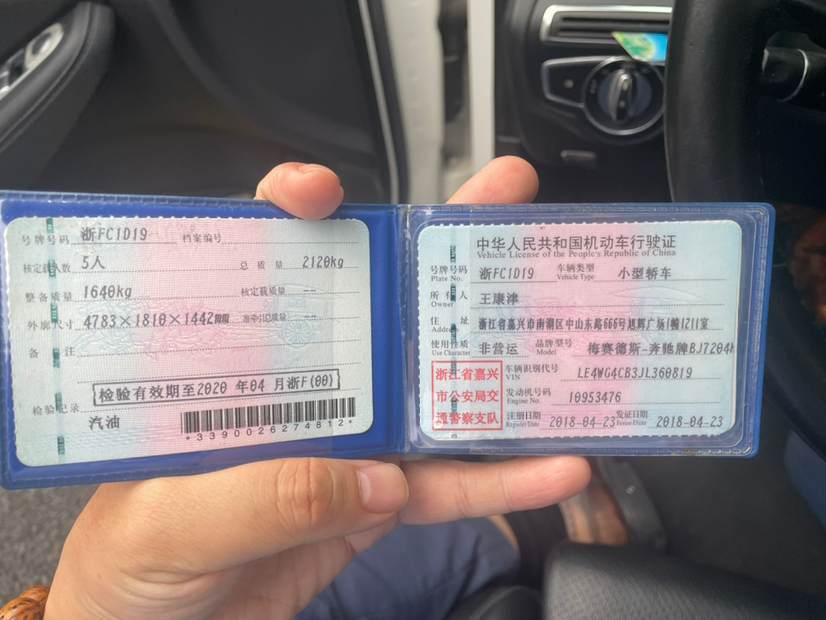 号牌号码 浙FC1D19 档案编号
核定载人数 5人 总质量 2120kg
整备质量 1640kg 核定载质量 --
外廓尺寸 4783×1810×1442mm 准牵引总质量 --
备注
检验有效期至2020 年04 月浙F(00)
检验记录
汽油
*3390026274812*
中华人民共和国机动车行驶证
Vehicle License of the People's Republic of China
号牌号码 浙FC1D19 车辆类型 小型轿车
Plate No. Vehicle Type
所有人 王康津
Owner
住址 浙江省嘉兴市南湖区中山东路666号旭辉广场1幢1211室
Address
使用性质 非营运 品牌型号 梅赛德斯-奔驰牌BJ7204
Use Character Model
浙江省嘉兴
市公安局交
通警察支队
车辆识别代号 LE4WG4CB3JL360819
VIN
发动机号码 10953476
Engine No.
注册日期 2018-04-23 发证日期 2018-04-23
Register Date Issue Date